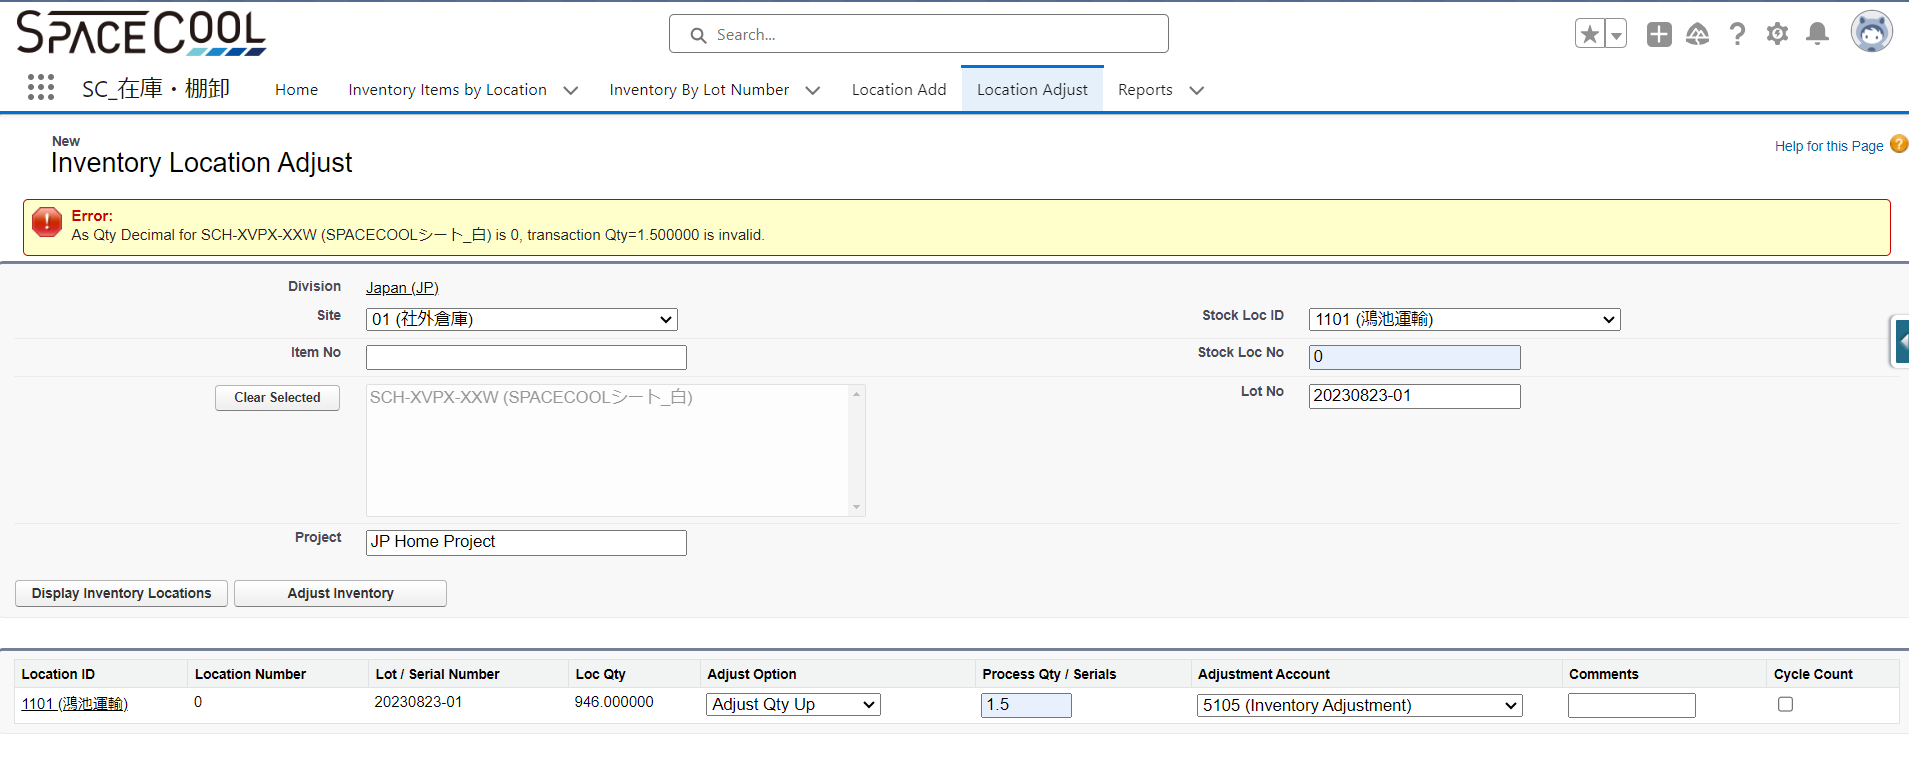 SPACECOOL
Search...
SC_在庫・棚卸 Home Inventory Items by Location Inventory By Lot Number Location Add Location Adjust Reports
New
Inventory Location Adjust
Help for this Page
Error:
As Qty Decimal for SCH-XVPX-XXW (SPACECOOLシート_白) is 0, transaction Qty=1.500000 is invalid.
Division Japan (JP)
Site 01 (社外倉庫) Stock Loc ID 1101 (鴻池運輸)
Item No Stock Loc No 0
Clear Selected SCH-XVPX-XXW (SPACECOOLシート_白) Lot No 20230823-01
Project JP Home Project
Display Inventory Locations Adjust Inventory
Location ID Location Number Lot / Serial Number Loc Qty Adjust Option Process Qty / Serials Adjustment Account Comments Cycle Count
1101 (鴻池運輸) 0 20230823-01 946.000000 Adjust Qty Up 1.5 5105 (Inventory Adjustment)